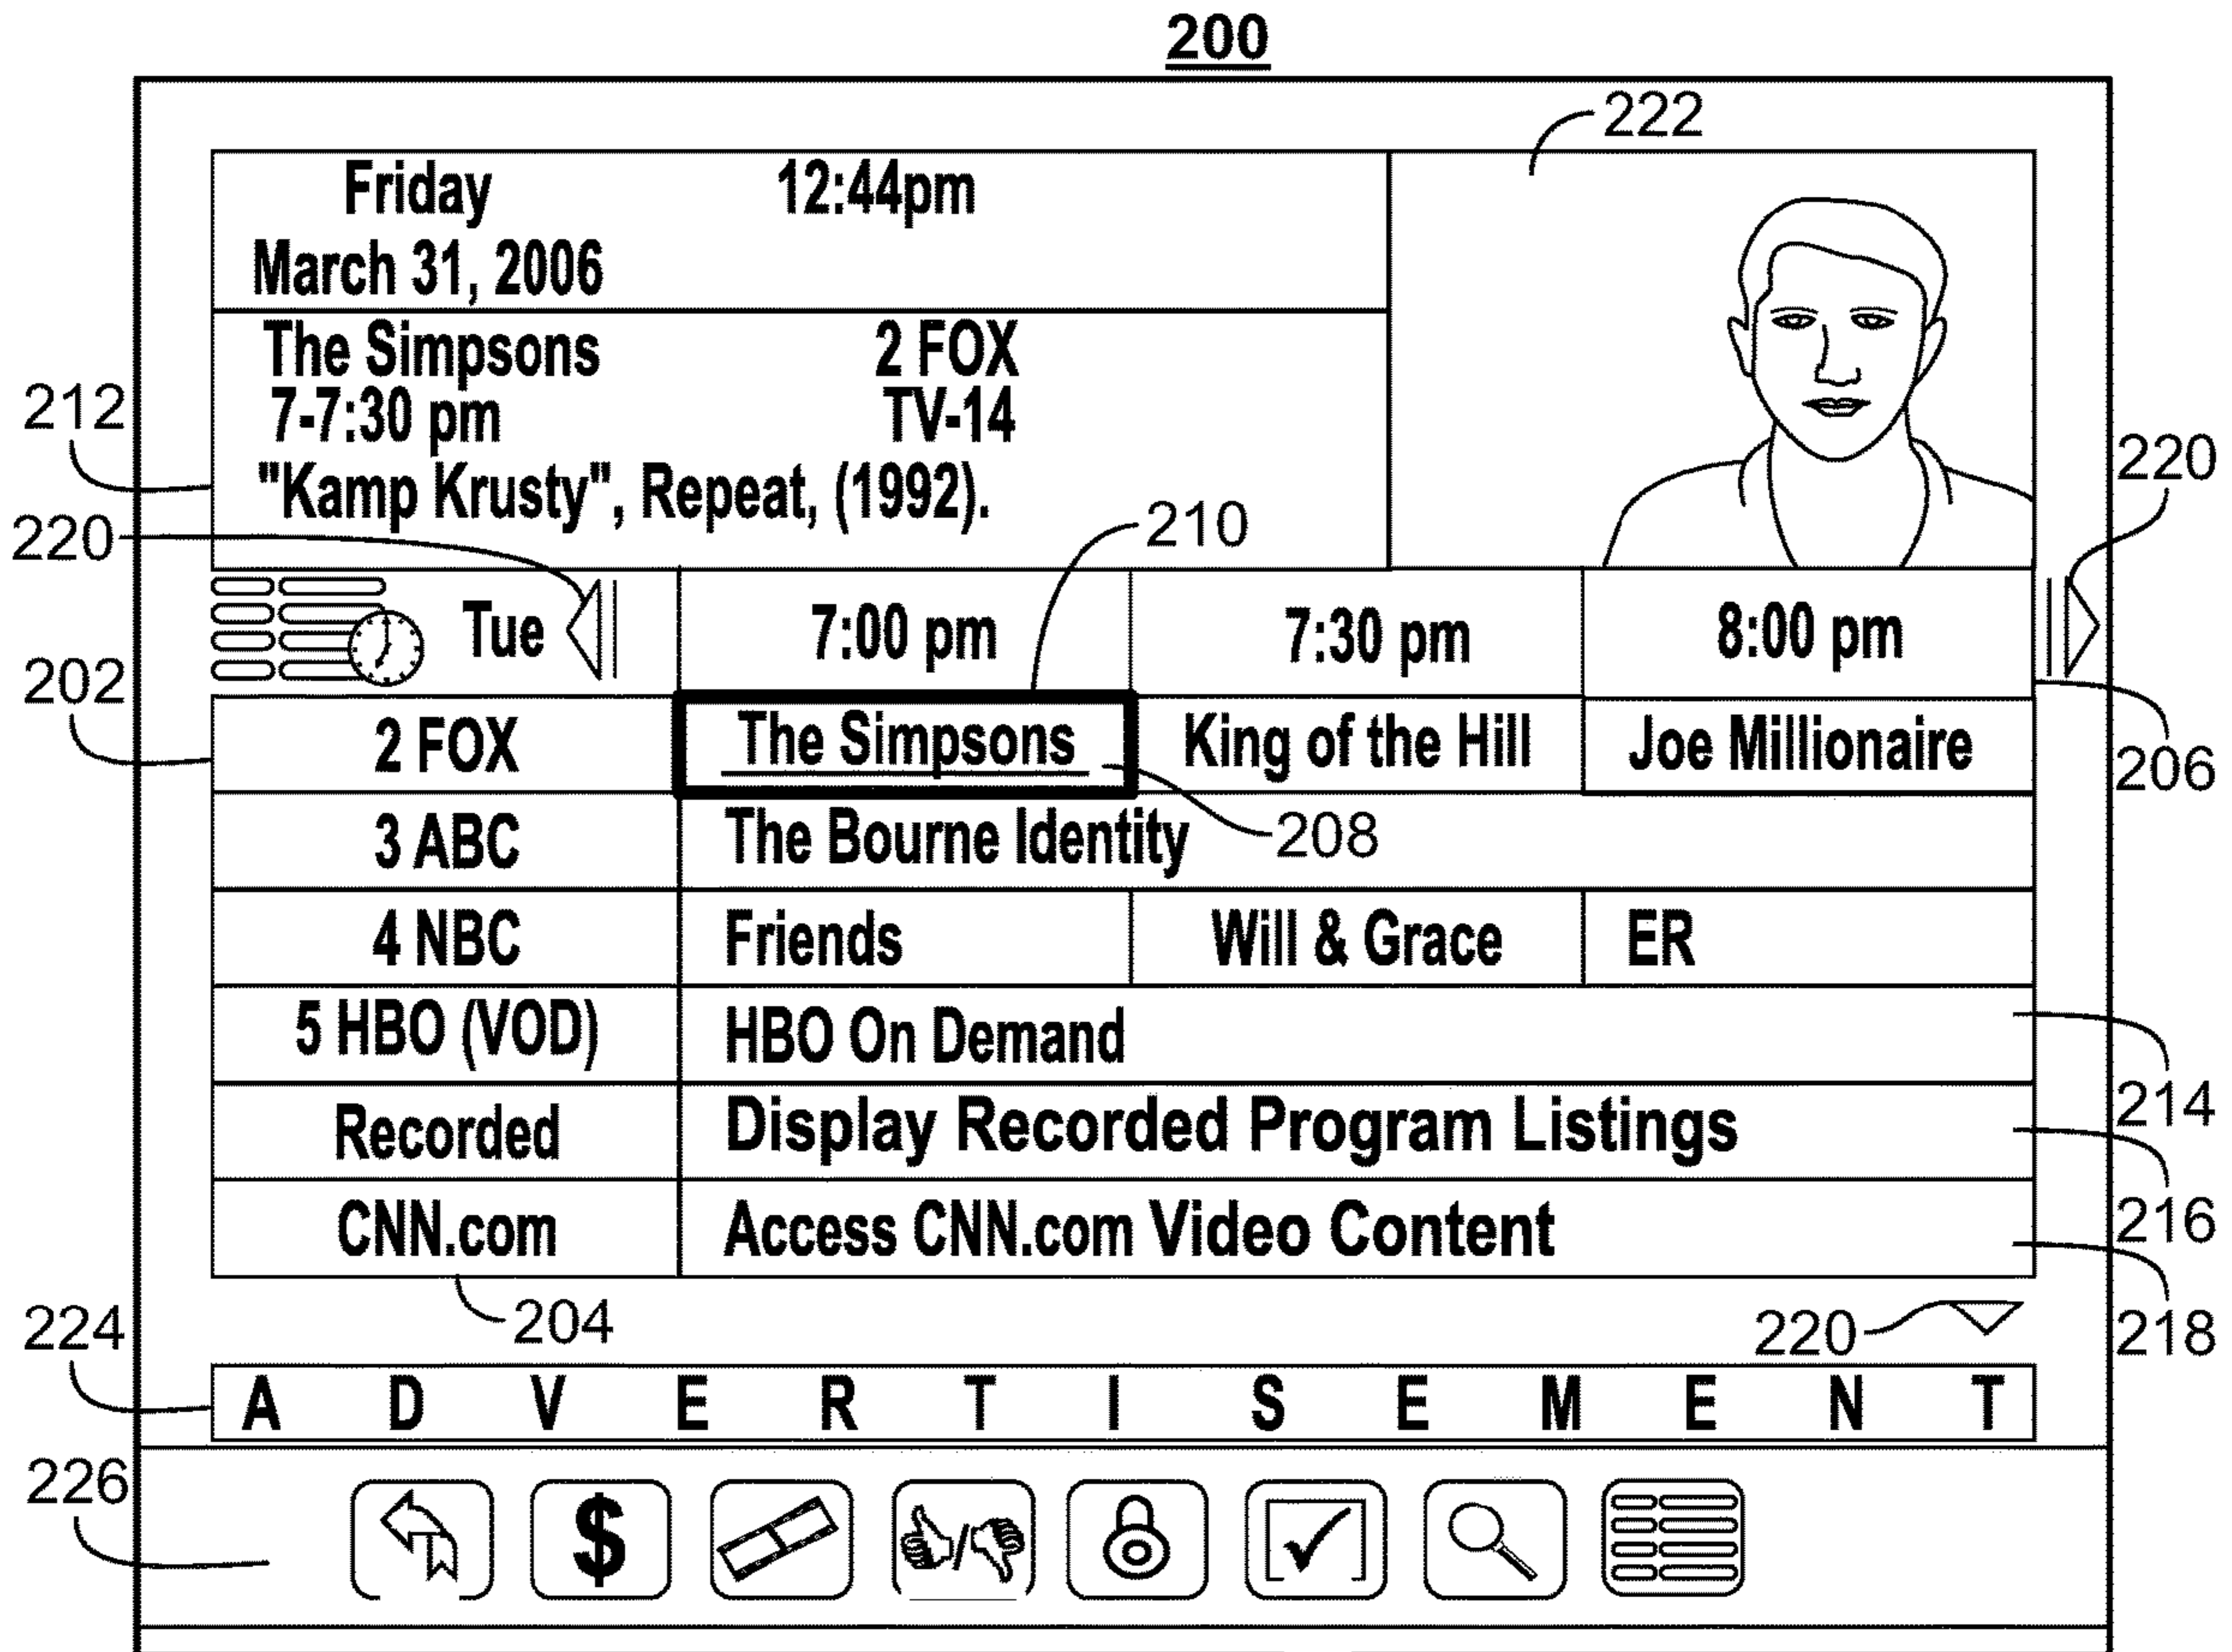 200
222
Friday 12:44pm
March 31, 2006
The Simpsons 2 FOX
212
7-7:30 pm TV-14
220
"Kamp Krusty", Repeat, (1992).
210
220
Tue 7:00 pm 7:30 pm 8:00 pm
202
2 FOX The Simpsons King of the Hill Joe Millionaire
206
3 ABC The Bourne Identity 208
4 NBC Friends Will & Grace ER
5 HBO (VOD) HBO On Demand
214
Recorded Display Recorded Program Listings
216
CNN.com Access CNN.com Video Content
224 204 220 218
A D V E R T I S E M E N T
226
$